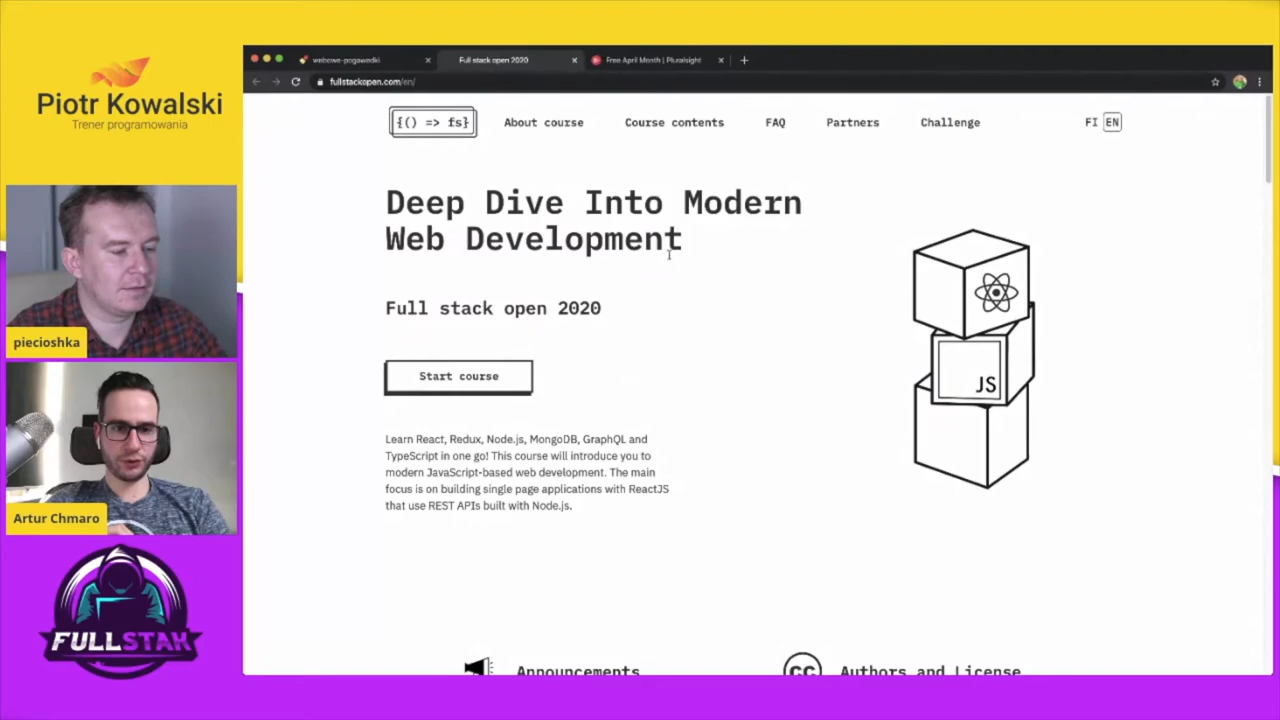 Piotr Kowalski
Trener programowania
piecioshka
Artur Chmaro
FULLSTAK
webowe-pogawedki
Full stack open 2020
Free April Month | Pluralsight
fullstackopen.com/en/
{() => fs}
About course
Course contents
FAQ
Partners
Challenge
FI EN
Deep Dive Into Modern
Web Development
Full stack open 2020
Start course
Learn React, Redux, Node.js, MongoDB, GraphQL and
TypeScript in one go! This course will introduce you to
modern JavaScript-based web development. The main
focus is on building single page applications with ReactJS
that use REST APIs built with Node.js.
JS
Announcements
cc
Authors and License